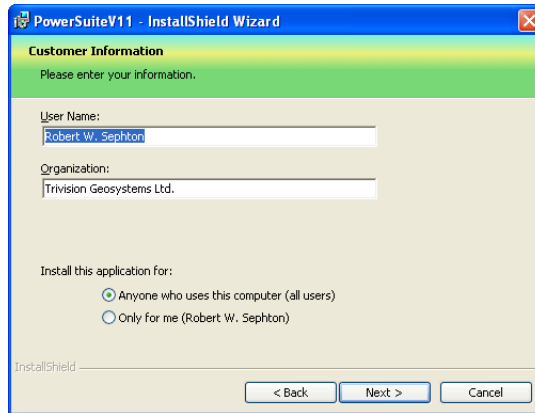 PowerSuiteV11 - InstallShield Wizard
Customer Information
Please enter your information.
User Name:
Robert W. Sephton
Organization:
Trivision Geosystems Ltd.
Install this application for:
Anyone who uses this computer (all users)
Only for me (Robert W. Sephton)
InstallShield
< Back Next > Cancel